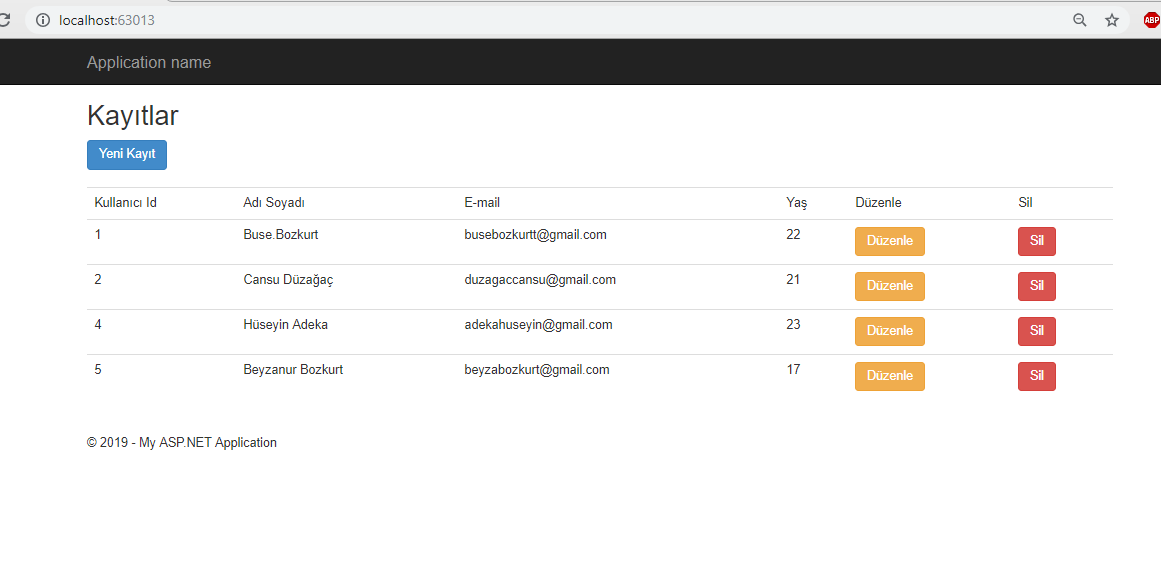 localhost:63013
ABP
Application name
Kayıtlar
Yeni Kayıt
Kullanıcı Id Adı Soyadı E-mail Yaş Düzenle Sil
1 Buse.Bozkurt busebozkurtt@gmail.com 22 Düzenle Sil
2 Cansu Düzağaç duzagaccansu@gmail.com 21 Düzenle Sil
4 Hüseyin Adeka adekahuseyin@gmail.com 23 Düzenle Sil
5 Beyzanur Bozkurt beyzabozkurt@gmail.com 17 Düzenle Sil
© 2019 - My ASP.NET Application